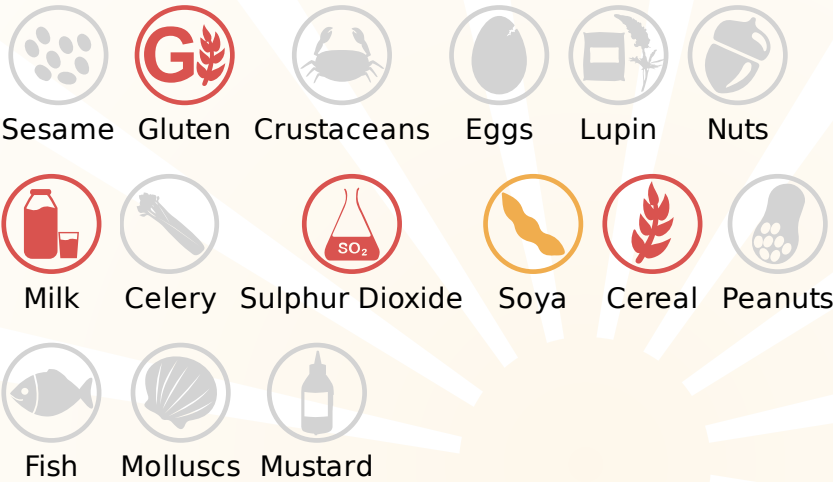 G
Sesame Gluten Crustaceans Eggs Lupin Nuts
SO₂
Milk Celery Sulphur Dioxide Soya Cereal Peanuts
Fish Molluscs Mustard